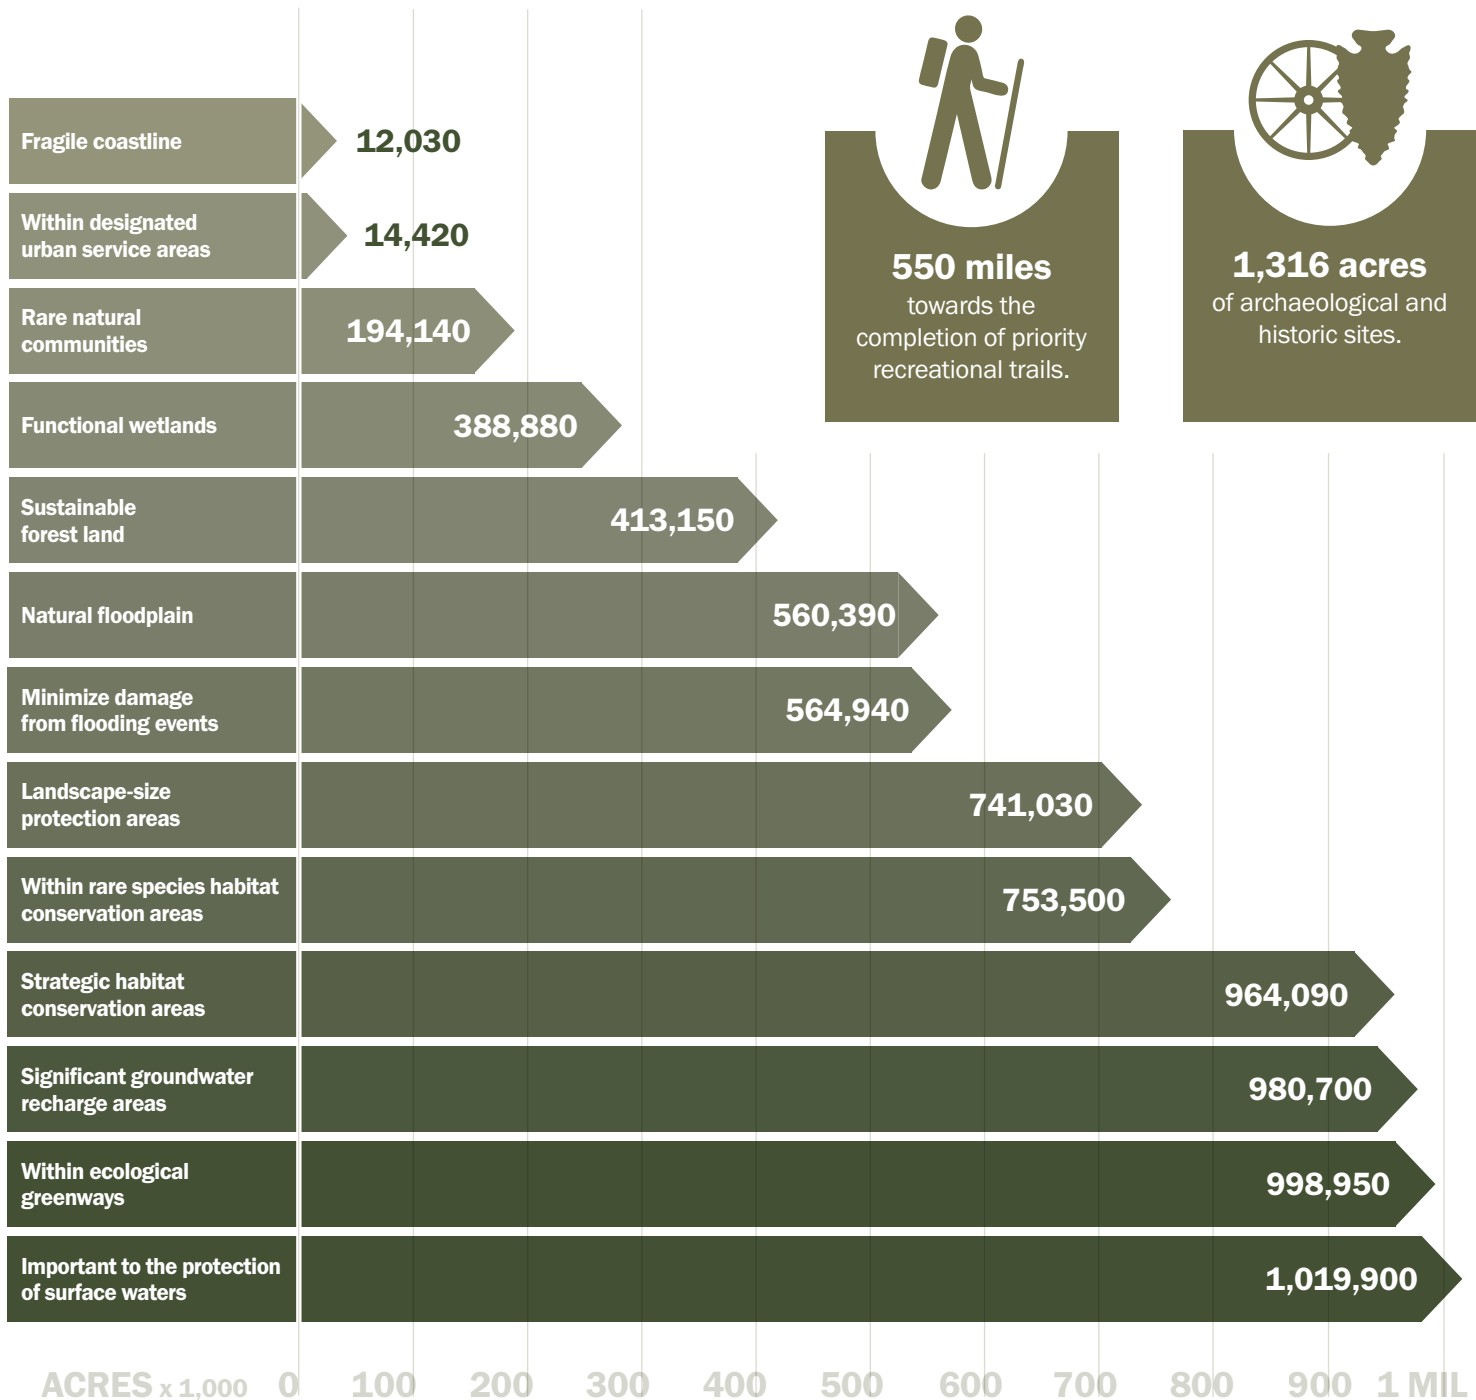 Fragile coastline
12,030
Within designated
urban service areas
14,420
Rare natural
communities
194,140
Functional wetlands
388,880
Sustainable
forest land
413,150
Natural floodplain
560,390
Minimize damage
from flooding events
564,940
Landscape-size
protection areas
741,030
Within rare species habitat
conservation areas
753,500
Strategic habitat
conservation areas
964,090
Significant groundwater
recharge areas
980,700
Within ecological
greenways
998,950
Important to the protection
of surface waters
1,019,900
ACRES x 1,000 0 100 200 300 400 500 600 700 800 900 1 MIL
550 miles
towards the
completion of priority
recreational trails.
1,316 acres
of archaeological and
historic sites.